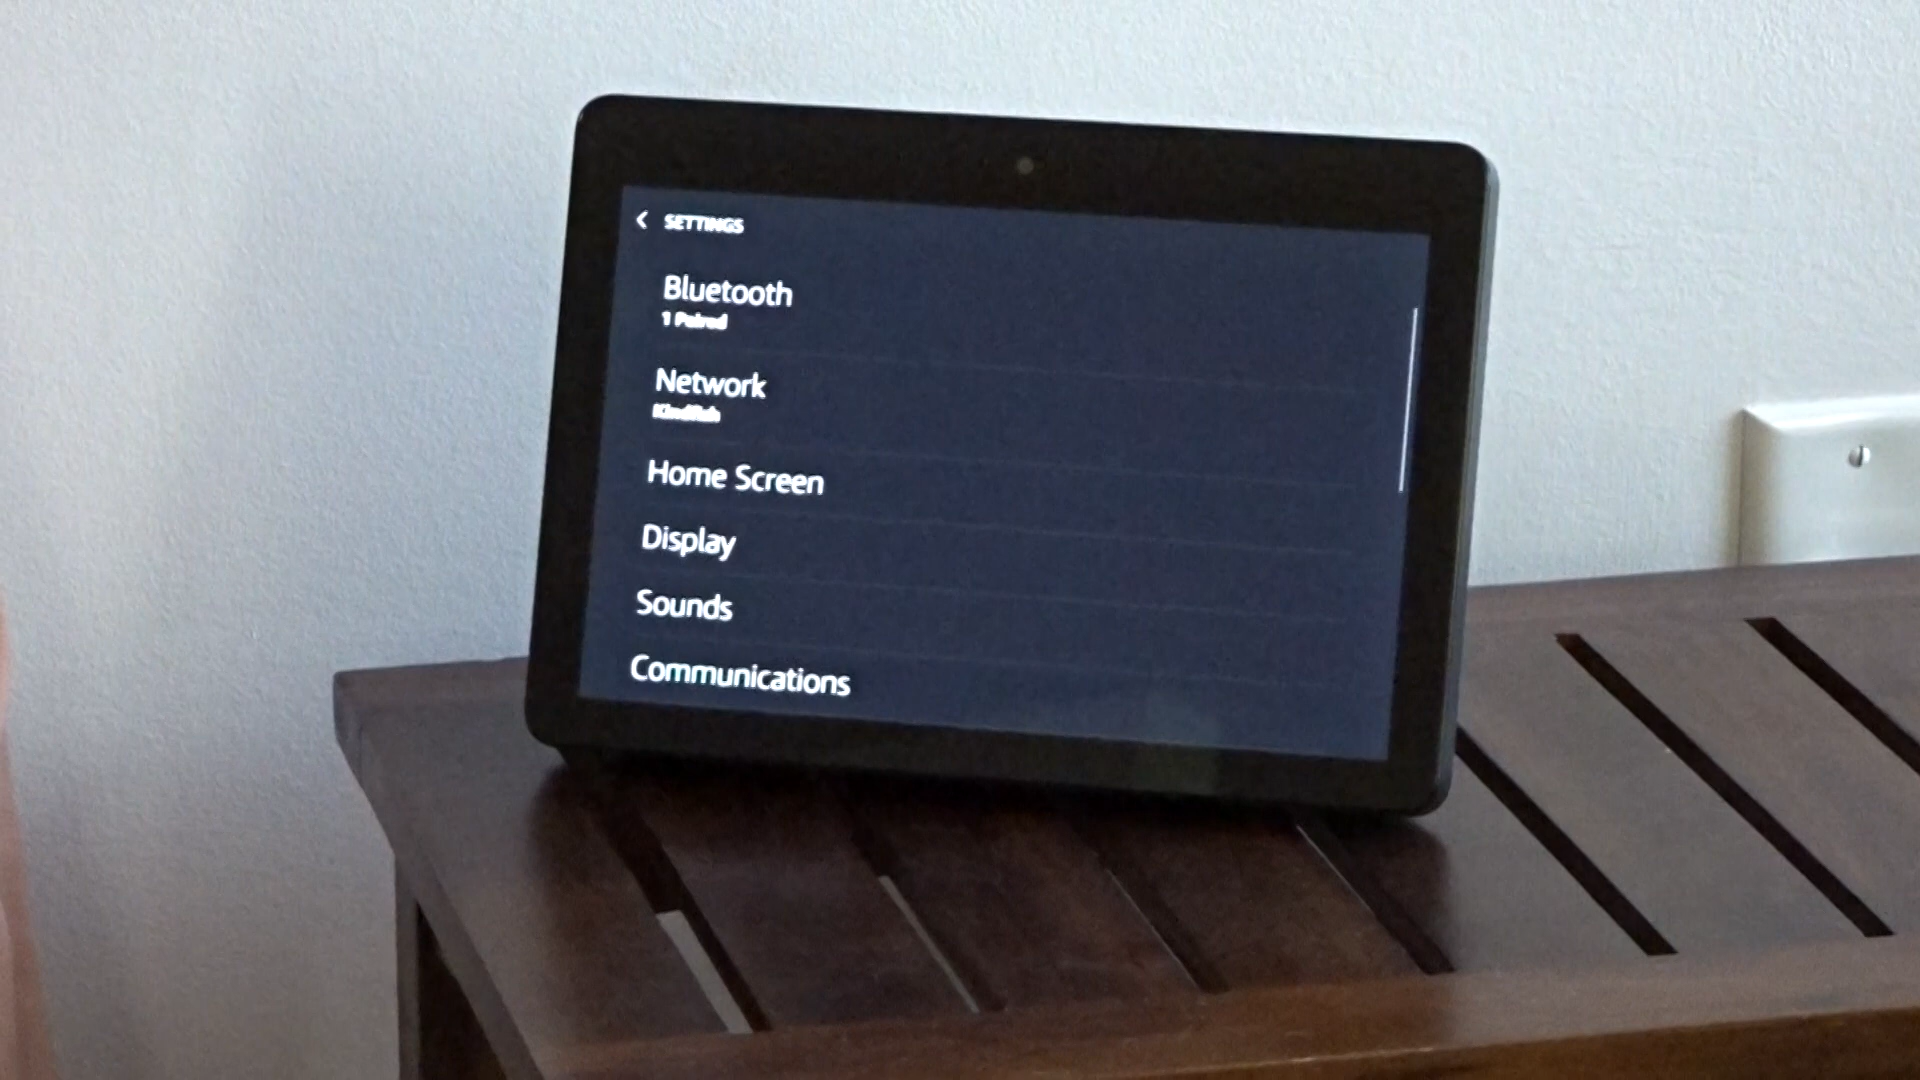 SETTINGS
Bluetooth
1 Paired
Network
Home Screen
Display
Sounds
Communications